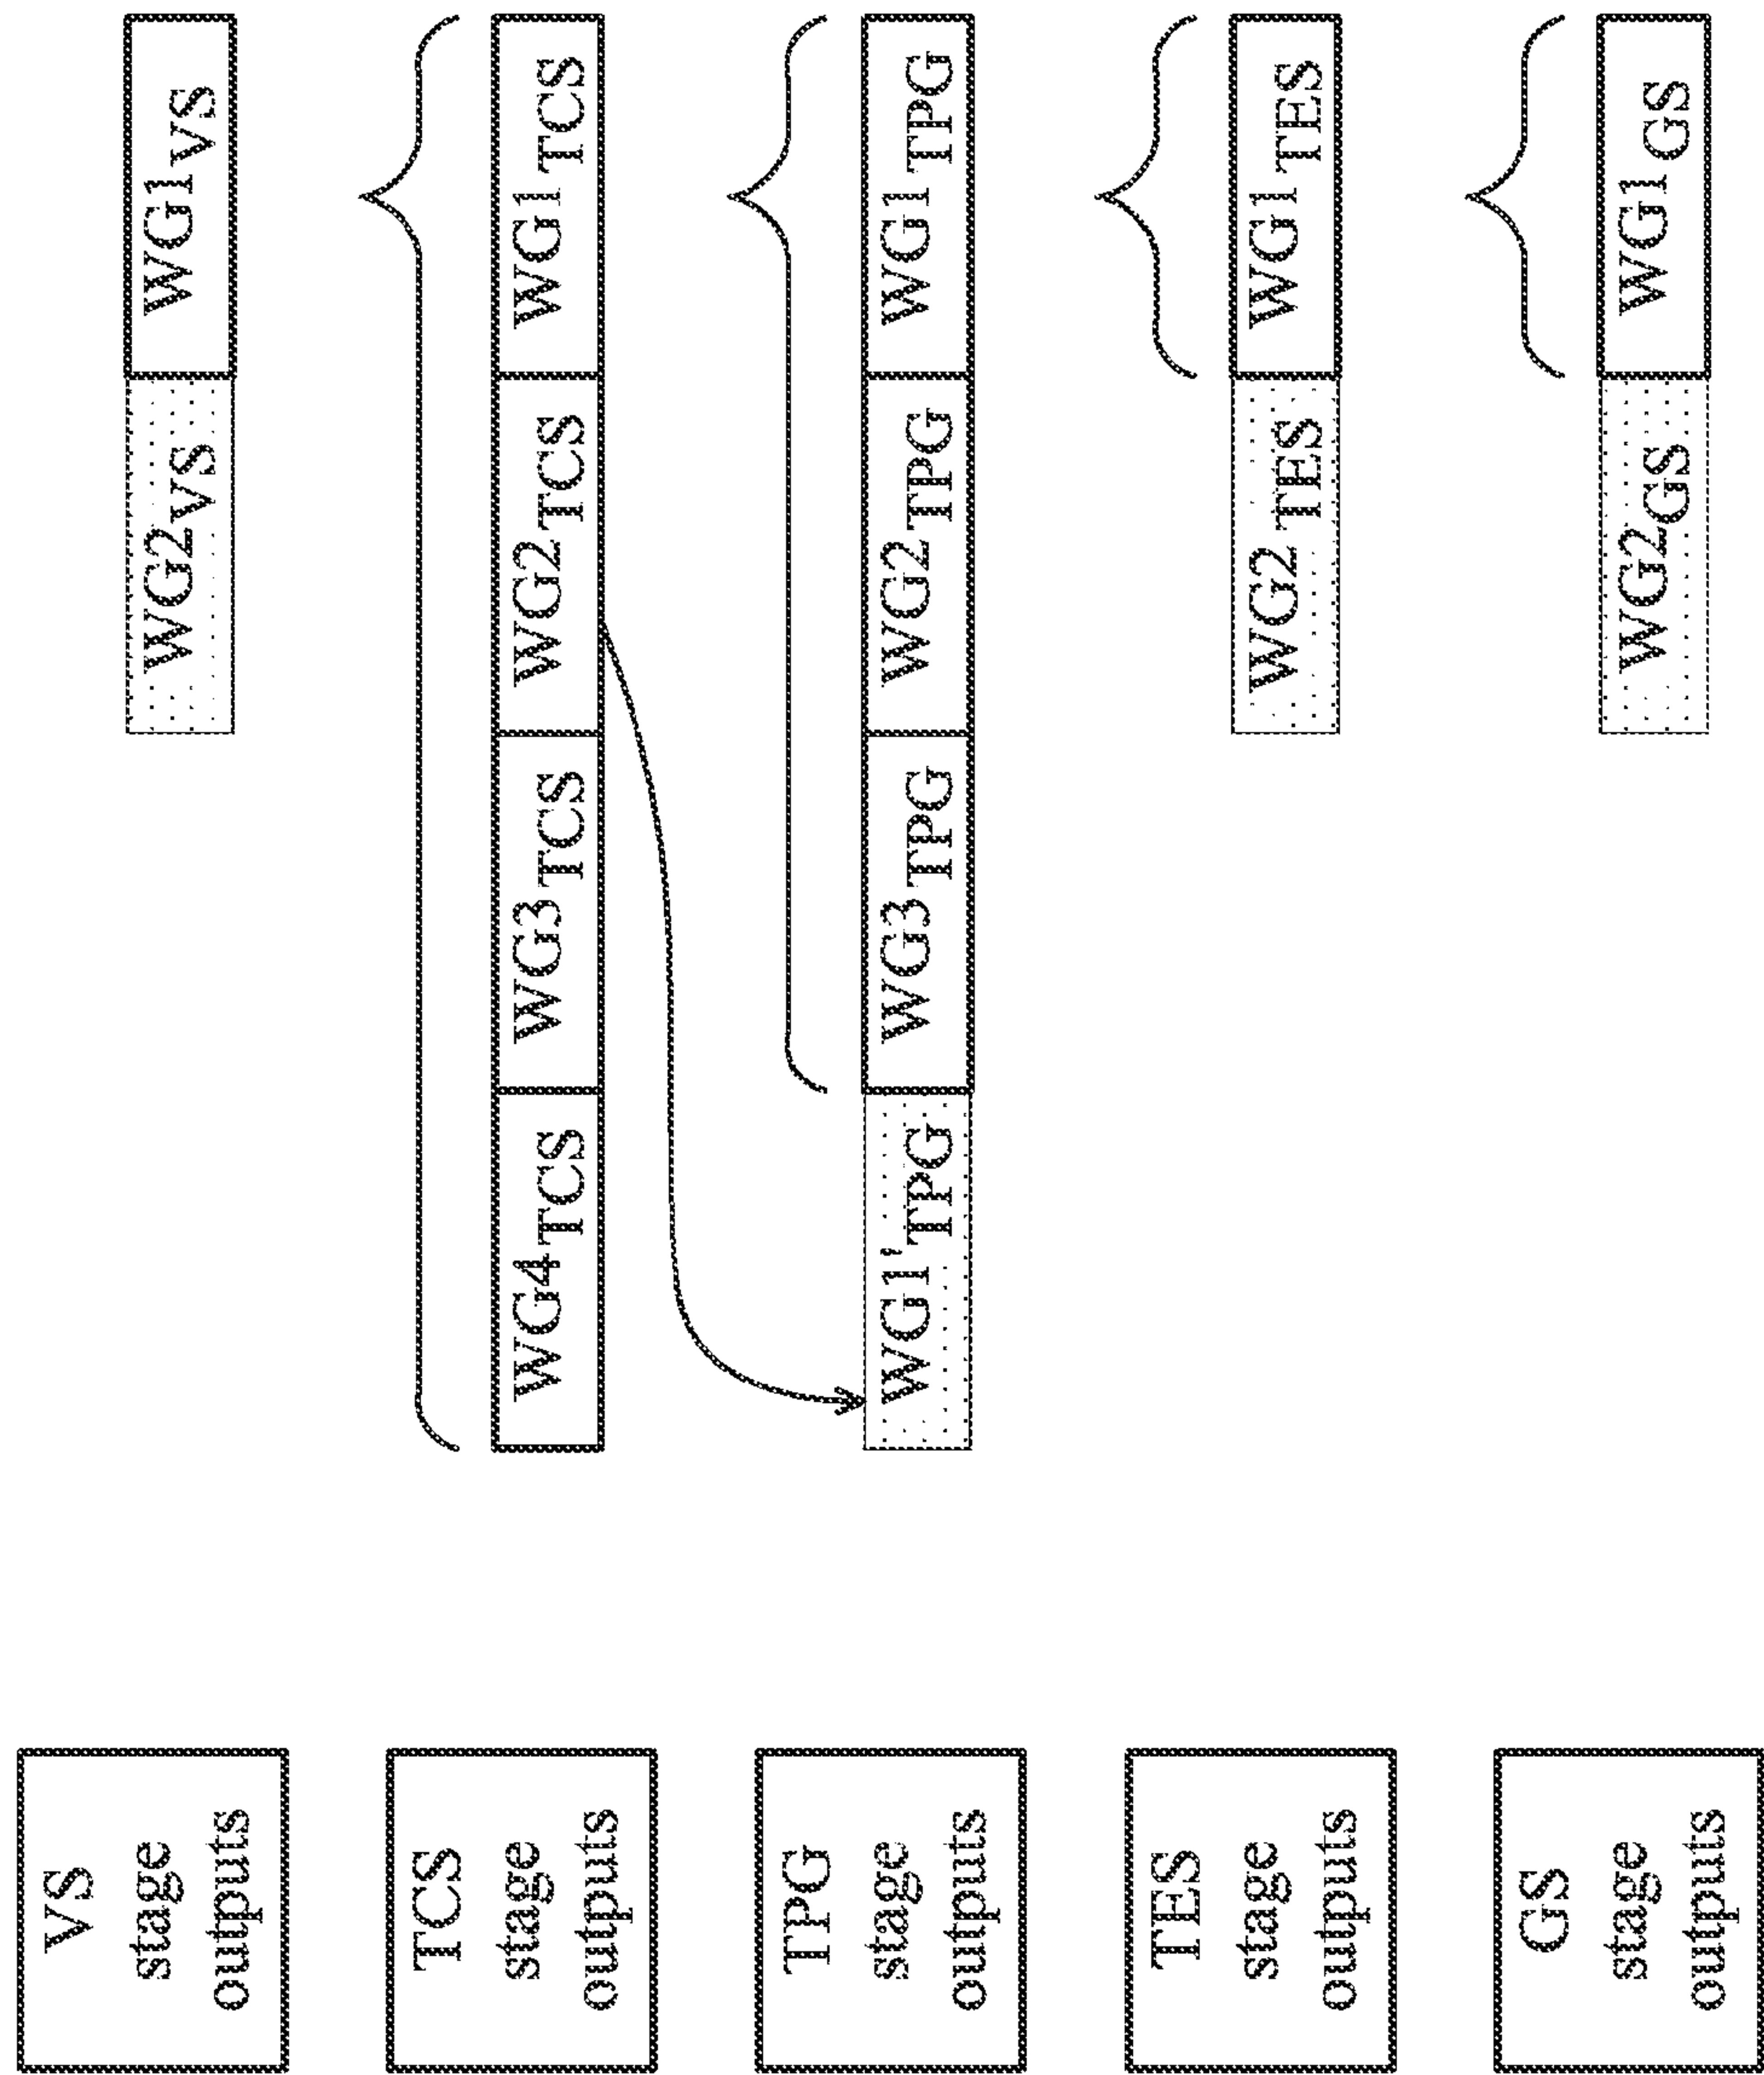 VS
stage
outputs
WG2VS WG1VS
TCS
stage
outputs
WG4TCS WG3TCS WG2TCS WG1TCS
TPG
stage
outputs
WG1'TPG WG3TPG WG2TPG WG1TPG
TES
stage
outputs
WG2TES WG1TES
GS
stage
outputs
WG2GS WG1GS